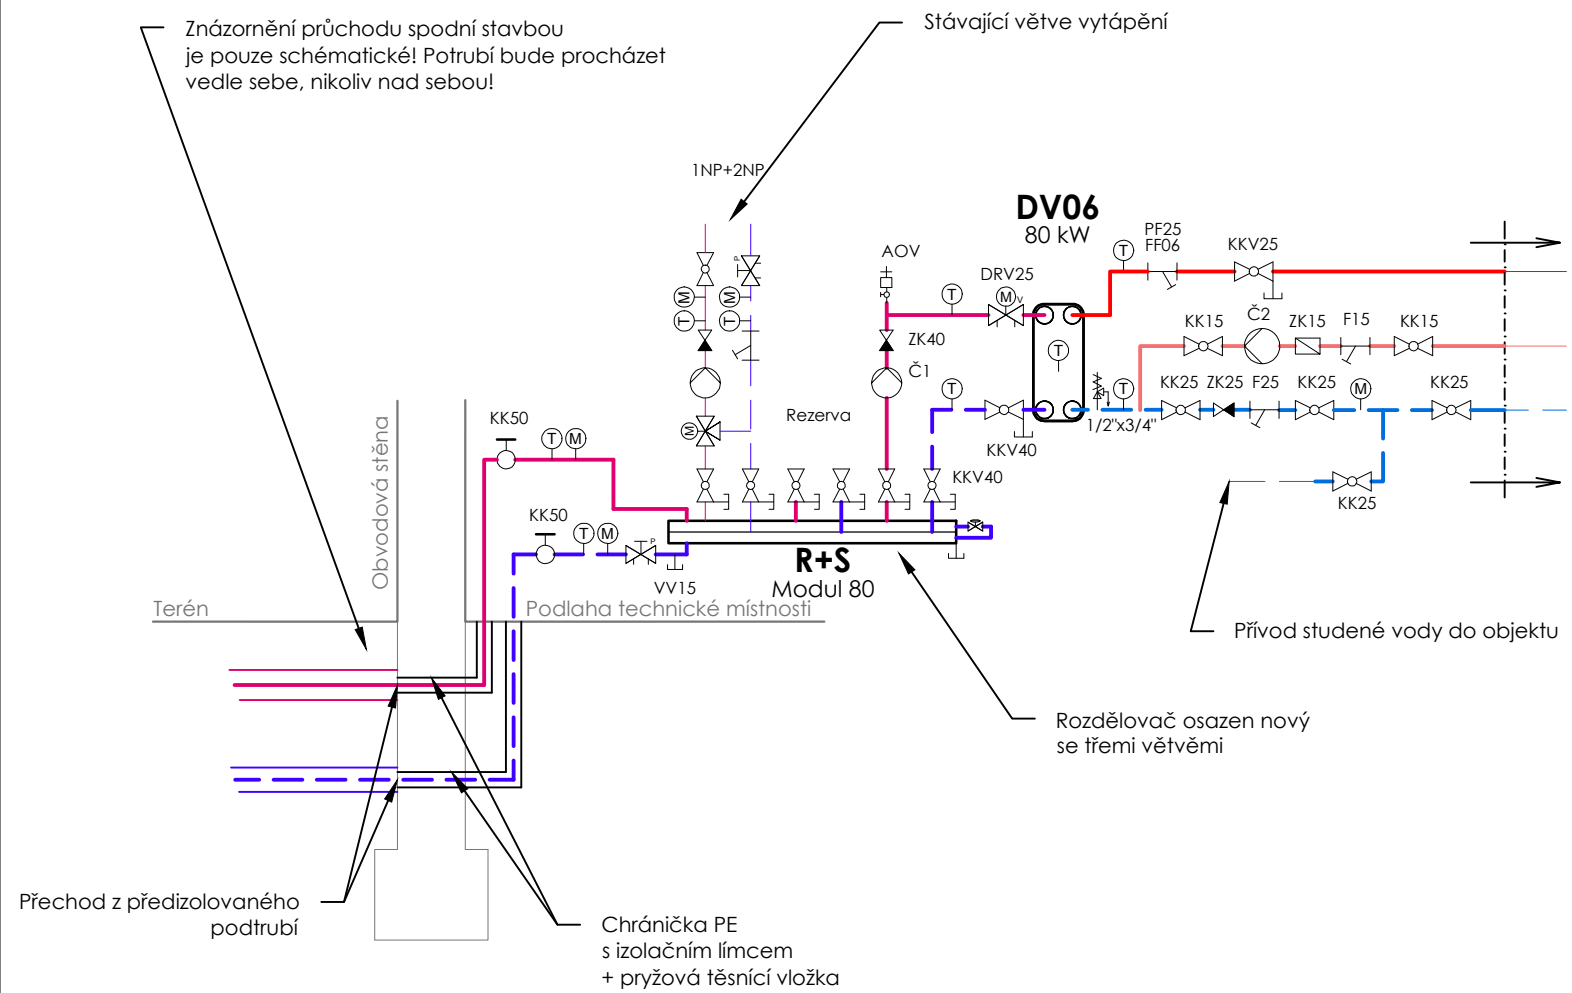 Znázornění průchodu spodní stavbou
je pouze schématické! Potrubí bude procházet
vedle sebe, nikoliv nad sebou!
Stávající větve vytápění
1NP+2NP
DV06
80 kW
AOV
DRV25
PF25
FF06
KKV25
T
T
M
V
P
M
M
T
T
ZK40
Č1
T
KK15
Č2
ZK15
F15
KK15
T
T
KK25
ZK25
F25
KK25
M
KK25
1/2"x3/4"
Rezerva
M
KKV40
KKV40
KK25
Obvodová stěna
KK50
T
M
KK50
T
M
P
VV15
R+S
Modul 80
Terén
Podlaha technické místnosti
Přívod studené vody do objektu
Rozdělovač osazen nový
se třemi větvěmi
Přechod z předizolovaného
podtrubí
Chránička PE
s izolačním límcem
+ pryžová těsnící vložka